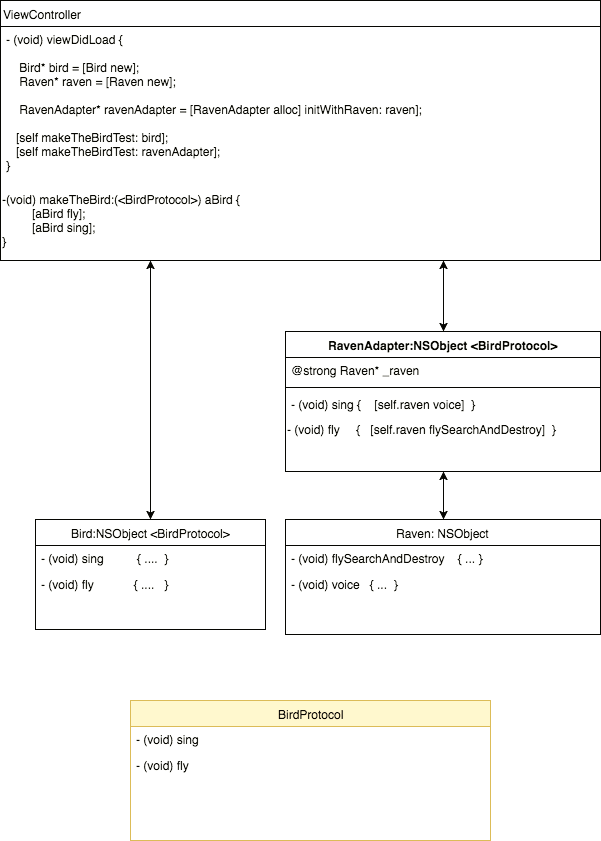 ViewController
- (void) viewDidLoad {
Bird* bird = [Bird new];
Raven* raven = [Raven new];
RavenAdapter* ravenAdapter = [RavenAdapter alloc] initWithRaven: raven];
[self makeTheBirdTest: bird];
[self makeTheBirdTest: ravenAdapter];
}
-(void) makeTheBird:(<BirdProtocol>) aBird {
[aBird fly];
[aBird sing];
}
RavenAdapter:NSObject <BirdProtocol>
@strong Raven* _raven
- (void) sing { [self.raven voice] }
- (void) fly { [self.raven flySearchAndDestroy] }
Bird:NSObject <BirdProtocol>
- (void) sing { .... }
- (void) fly { .... }
Raven: NSObject
- (void) flySearchAndDestroy { ... }
- (void) voice { ... }
BirdProtocol
- (void) sing
- (void) fly